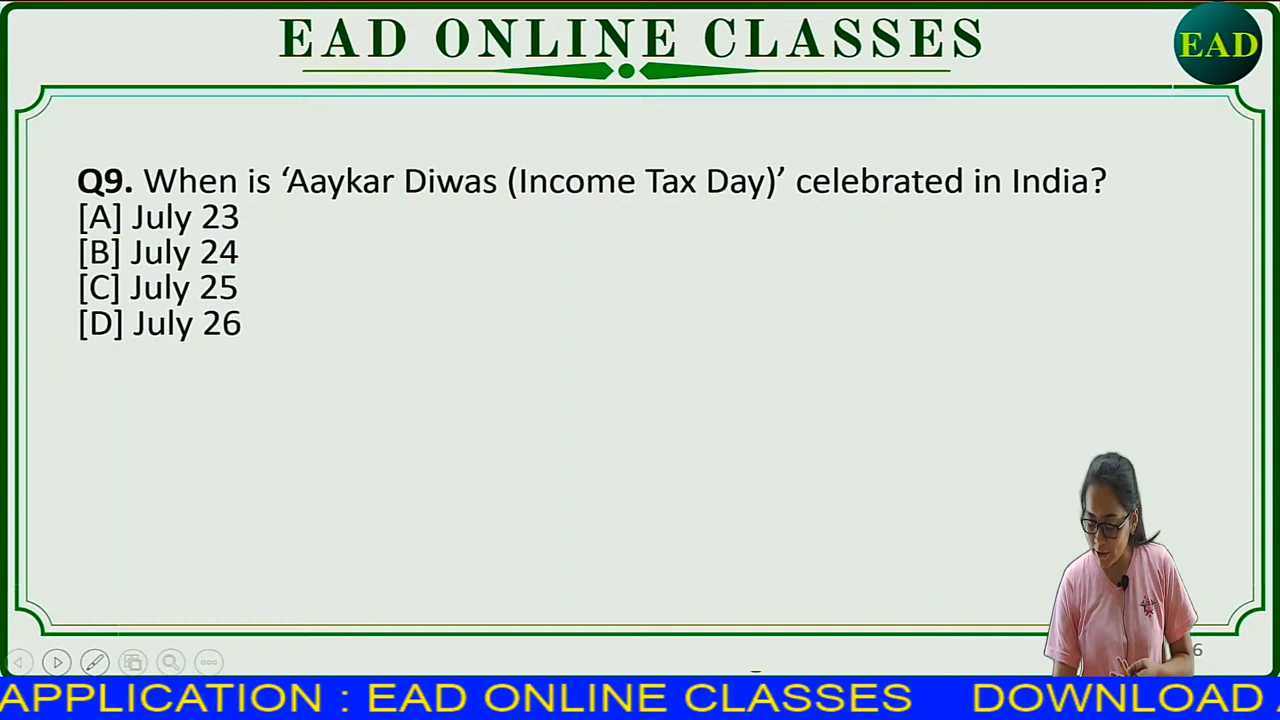 EAD ONLINE CLASSES
EAD
Q9. When is ‘Aaykar Diwas (Income Tax Day)’ celebrated in India?
[A] July 23
[B] July 24
[C] July 25
[D] July 26
6
APPLICATION : EAD ONLINE CLASSES DOWNLOAD